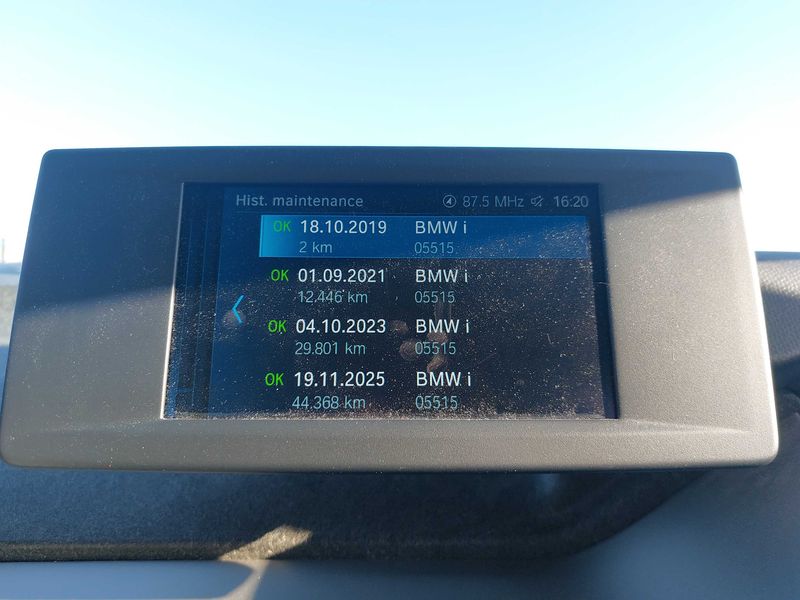 Hist. maintenance 87.5 MHz 16:20
OK 18.10.2019 BMW i
2 km 05515
OK 01.09.2021 BMW i
12.446 km 05515
OK 04.10.2023 BMW i
29.801 km 05515
OK 19.11.2025 BMW i
44.368 km 05515